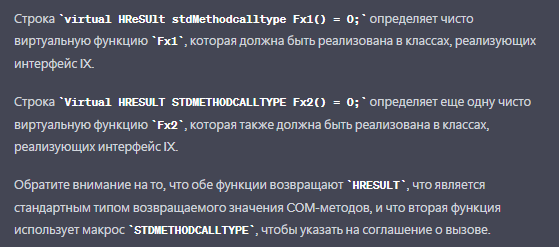 Строка `virtual HReSUlt stdMethodcalltype Fx1() = 0;` определяет чисто
виртуальную функцию `Fx1`, которая должна быть реализована в классах, реализующих
интерфейс IX.
Строка `Virtual HRESULT STDMETHODCALLTYPE Fx2() = 0;` определяет еще одну чисто
виртуальную функцию `Fx2`, которая также должна быть реализована в классах,
реализующих интерфейс IX.
Обратите внимание на то, что обе функции возвращают `HRESULT`, что является
стандартным типом возвращаемого значения COM-методов, и что вторая функция
использует макрос `STDMETHODCALLTYPE`, чтобы указать на соглашение о вызове.